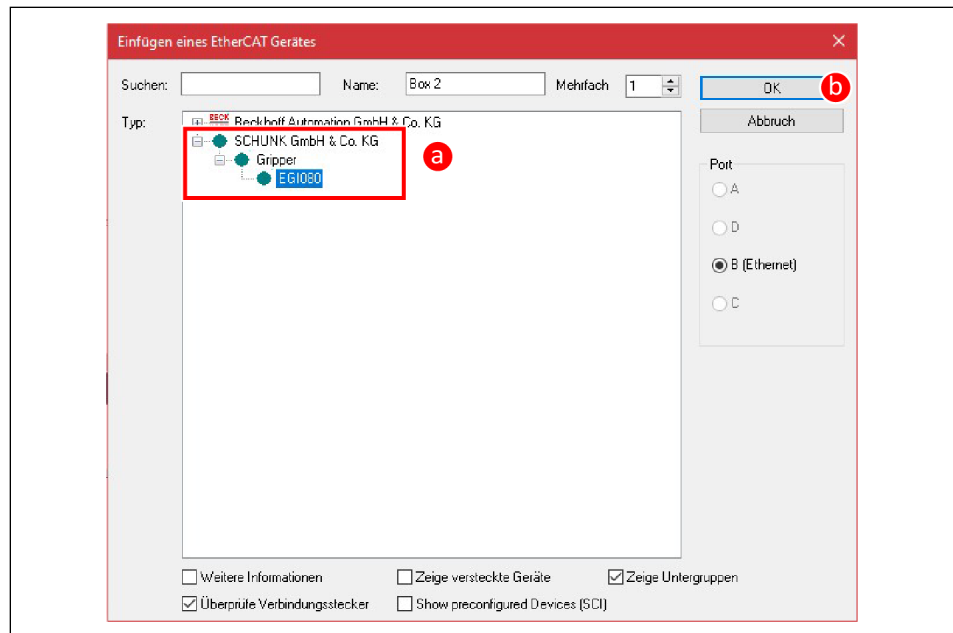 Einfügen eines EtherCAT Gerätes
Suchen: Name: Box 2 Mehrfach 1 OK b
Typ: BECK Beckhoff Automation GmbH & Co. KG Abbruch
SCHUNK GmbH & Co. KG a
Gripper Port
EGI080 A
D
B (Ethernet)
C
Weitere Informationen Zeige versteckte Geräte Zeige Untergruppen
Überprüfe Verbindungsstecker Show preconfigured Devices (SCI)